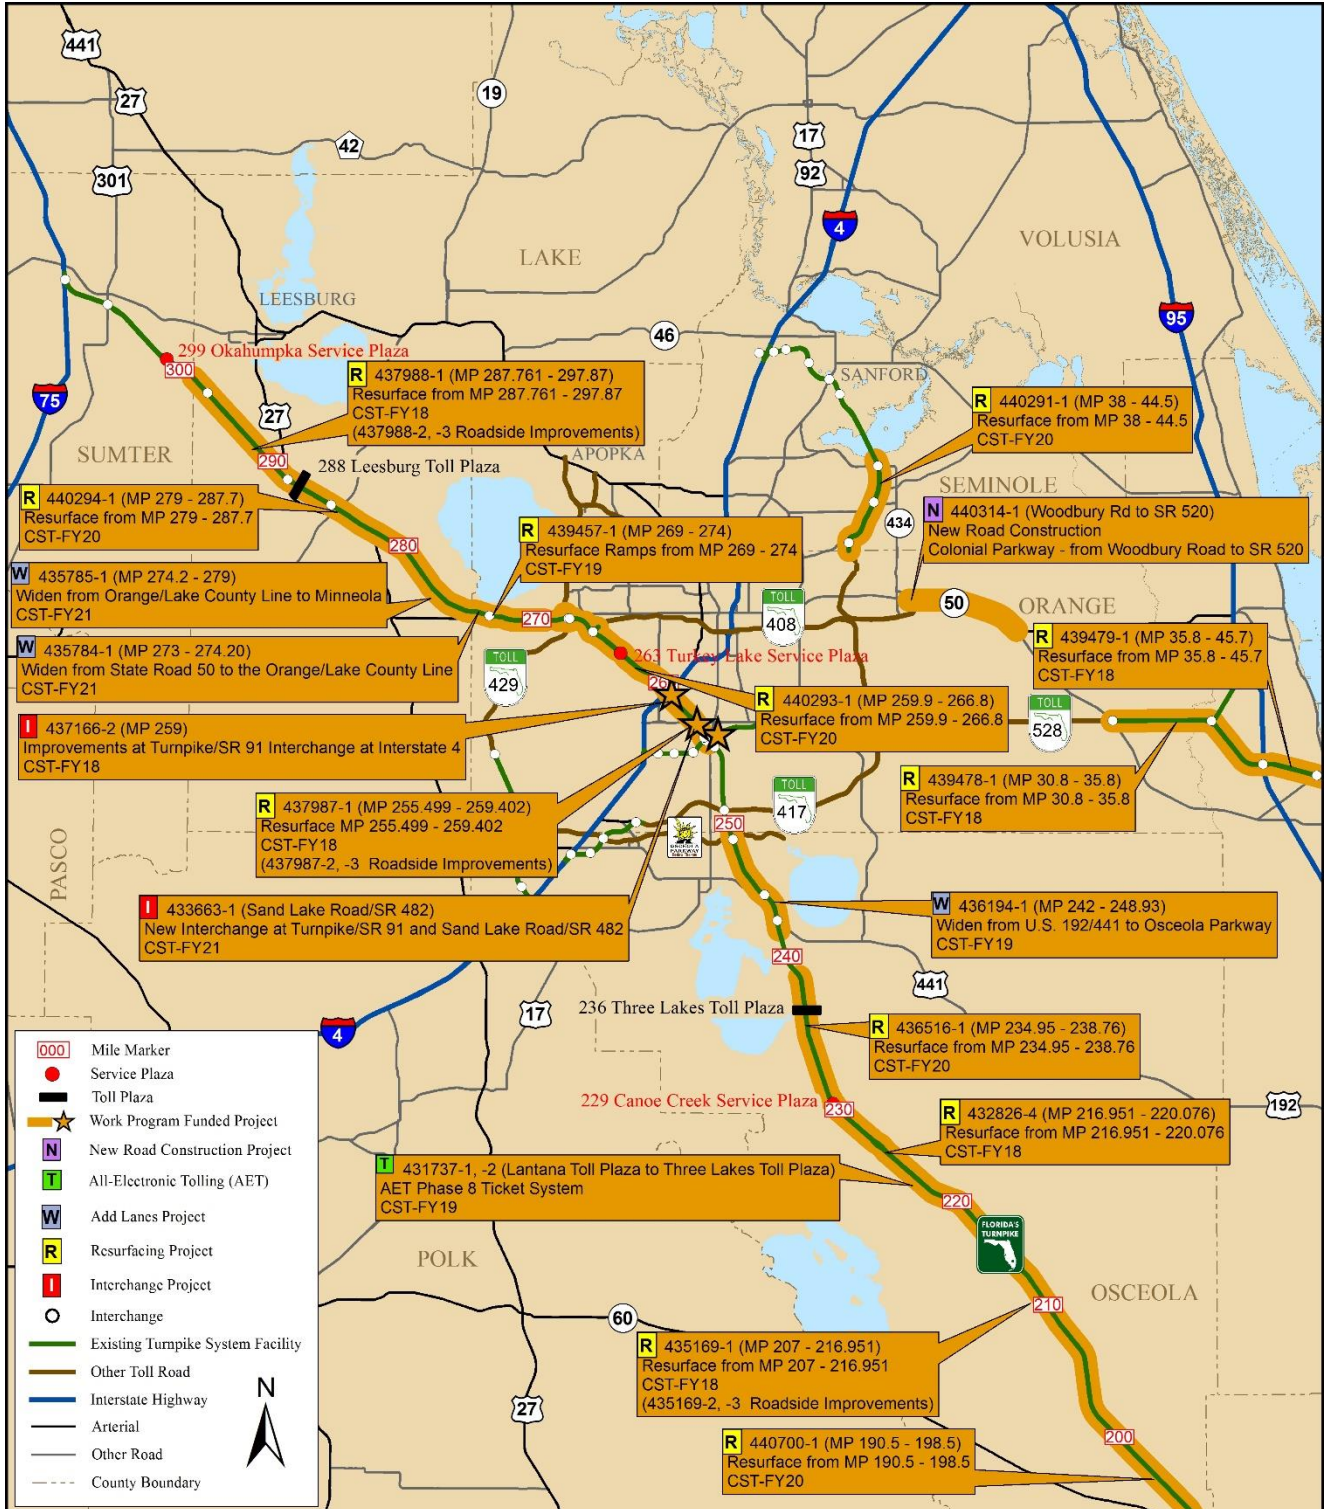 441
27
19
42
17
92
301
4
VOLUSIA
LAKE
LEESBURG
95
46
299 Okahumpka Service Plaza
300
SANFORD
R 437988-1 (MP 287.761 - 297.87)
Resurface from MP 287.761 - 297.87
CST-FY18
(437988-2, -3 Roadside Improvements)
75
27
R 440291-1 (MP 38 - 44.5)
Resurface from MP 38 - 44.5
CST-FY20
SUMTER
290
288 Leesburg Toll Plaza
APOPKA
SEMINOLE
R 440294-1 (MP 279 - 287.7)
Resurface from MP 279 - 287.7
CST-FY20
434
N 440314-1 (Woodbury Rd to SR 520)
New Road Construction
Colonial Parkway - from Woodbury Road to SR 520
R 439457-1 (MP 269 - 274)
Resurface Ramps from MP 269 - 274
CST-FY19
280
W 435785-1 (MP 274.2 - 279)
Widen from Orange/Lake County Line to Minneola
CST-FY21
TOLL
408
50
ORANGE
270
W 435784-1 (MP 273 - 274.20)
Widen from State Road 50 to the Orange/Lake County Line
CST-FY21
R 439479-1 (MP 35.8 - 45.7)
Resurface from MP 35.8 - 45.7
CST-FY18
263 Turkey Lake Service Plaza
TOLL
429
R 440293-1 (MP 259.9 - 266.8)
Resurface from MP 259.9 - 266.8
CST-FY20
TOLL
528
I 437166-2 (MP 259)
Improvements at Turnpike/SR 91 Interchange at Interstate 4
CST-FY18
R 439478-1 (MP 30.8 - 35.8)
Resurface from MP 30.8 - 35.8
CST-FY18
R 437987-1 (MP 255.499 - 259.402)
Resurface MP 255.499 - 259.402
CST-FY18
(437987-2, -3 Roadside Improvements)
TOLL
417
250
PARKWAY
PASCO
I 433663-1 (Sand Lake Road/SR 482)
New Interchange at Turnpike/SR 91 and Sand Lake Road/SR 482
CST-FY21
W 436194-1 (MP 242 - 248.93)
Widen from U.S. 192/441 to Osceola Parkway
CST-FY19
240
441
236 Three Lakes Toll Plaza
17
4
R 436516-1 (MP 234.95 - 238.76)
Resurface from MP 234.95 - 238.76
CST-FY20
229 Canoe Creek Service Plaza
230
192
R 432826-4 (MP 216.951 - 220.076)
Resurface from MP 216.951 - 220.076
CST-FY18
T 431737-1, -2 (Lantana Toll Plaza to Three Lakes Toll Plaza)
AET Phase 8 Ticket System
CST-FY19
220
FLORIDA'S
TURNPIKE
POLK
OSCEOLA
210
60
R 435169-1 (MP 207 - 216.951)
Resurface from MP 207 - 216.951
CST-FY18
(435169-2, -3 Roadside Improvements)
27
200
R 440700-1 (MP 190.5 - 198.5)
Resurface from MP 190.5 - 198.5
CST-FY20
000 Mile Marker
Service Plaza
Toll Plaza
Work Program Funded Project
N New Road Construction Project
T All-Electronic Tolling (AET)
W Add Lanes Project
R Resurfacing Project
I Interchange Project
Interchange
Existing Turnpike System Facility
Other Toll Road
Interstate Highway
Arterial
Other Road
County Boundary
N